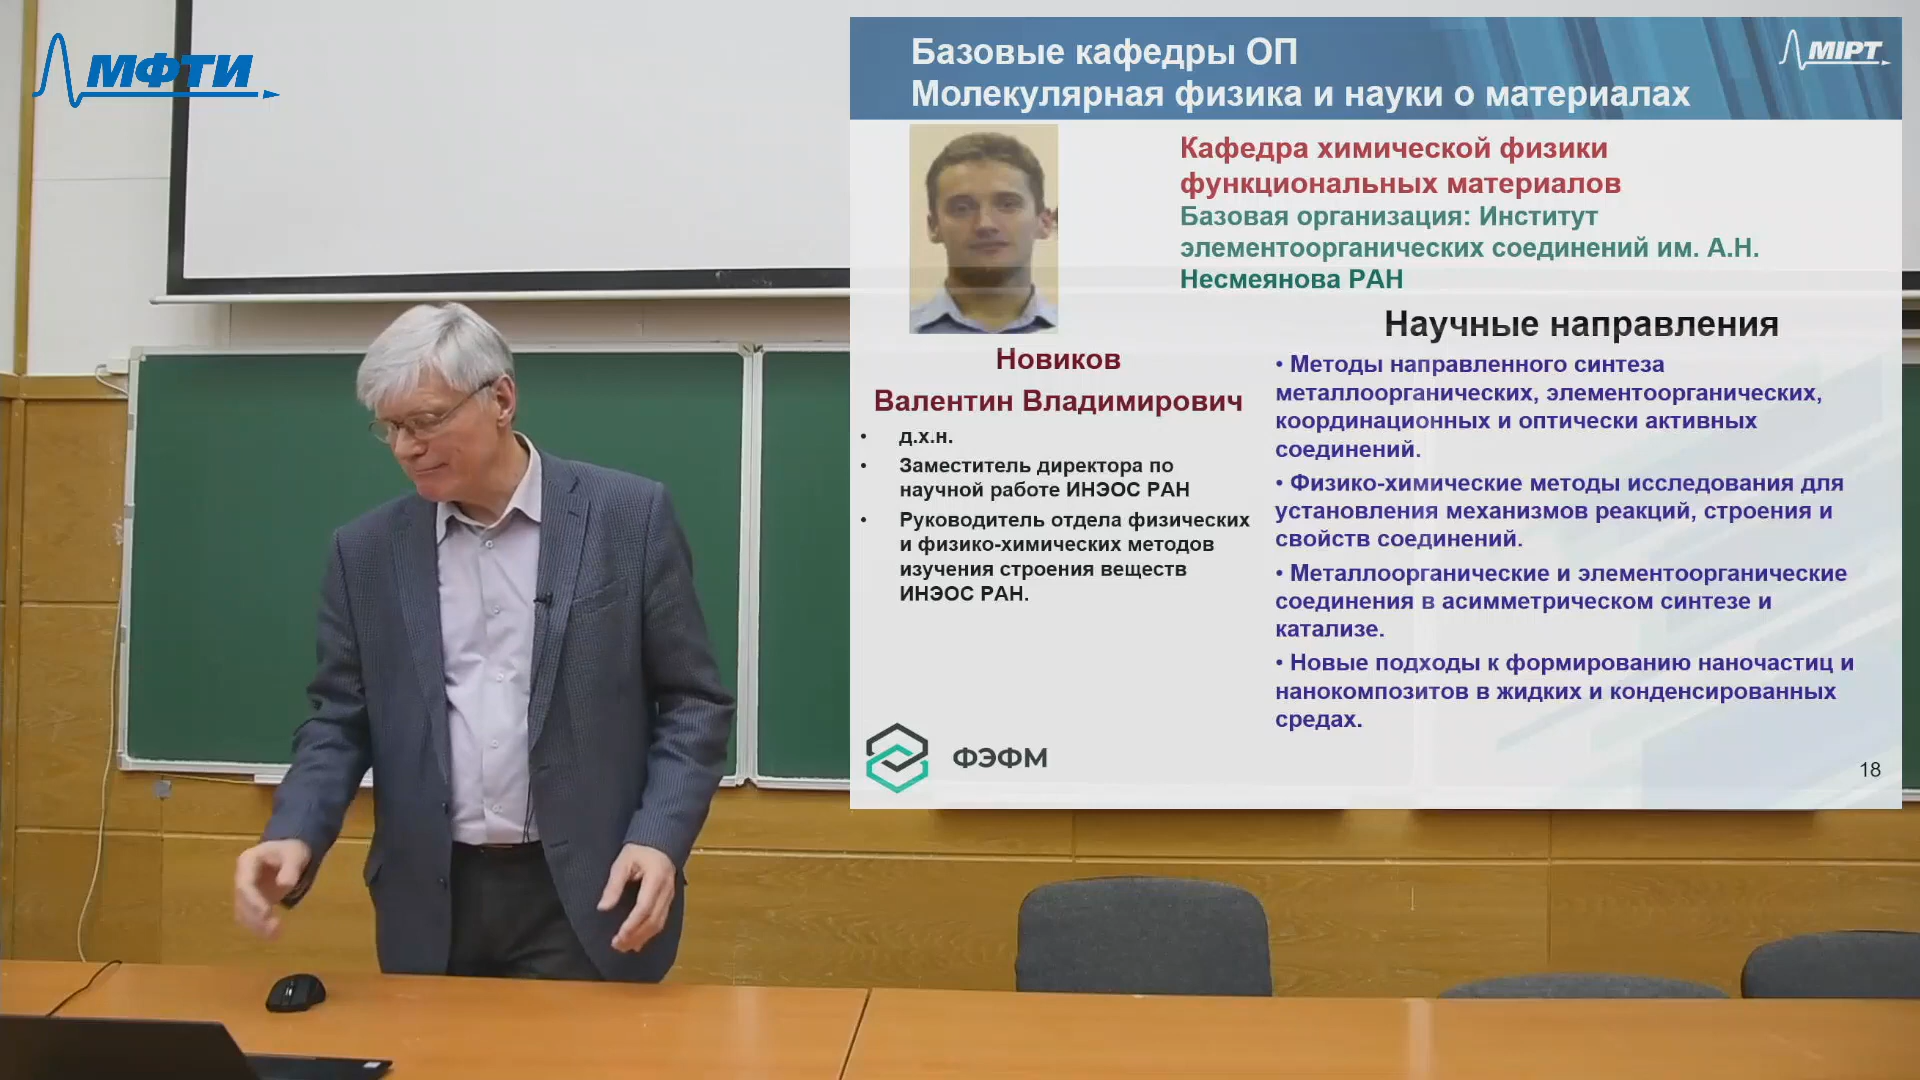 МФТИ
Базовые кафедры ОП
Молекулярная физика и науки о материалах
MIPT
Кафедра химической физики
функциональных материалов
Базовая организация: Институт
элементоорганических соединений им. А.Н.
Несмеянова РАН
Новиков
Валентин Владимирович
• д.х.н.
• Заместитель директора по
научной работе ИНЭОС РАН
• Руководитель отдела физических
и физико-химических методов
изучения строения веществ
ИНЭОС РАН.
Научные направления
• Методы направленного синтеза
металлоорганических, элементоорганических,
координационных и оптически активных
соединений.
• Физико-химические методы исследования для
установления механизмов реакций, строения и
свойств соединений.
• Металлоорганические и элементоорганические
соединения в асимметрическом синтезе и
катализе.
• Новые подходы к формированию наночастиц и
нанокомпозитов в жидких и конденсированных
средах.
ФЭФМ
18